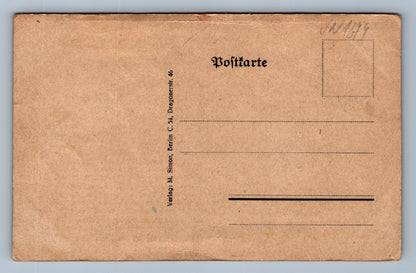 Postkarte
Verlag: M. Simon, Berlin C. 54, Dragonerstr. 46